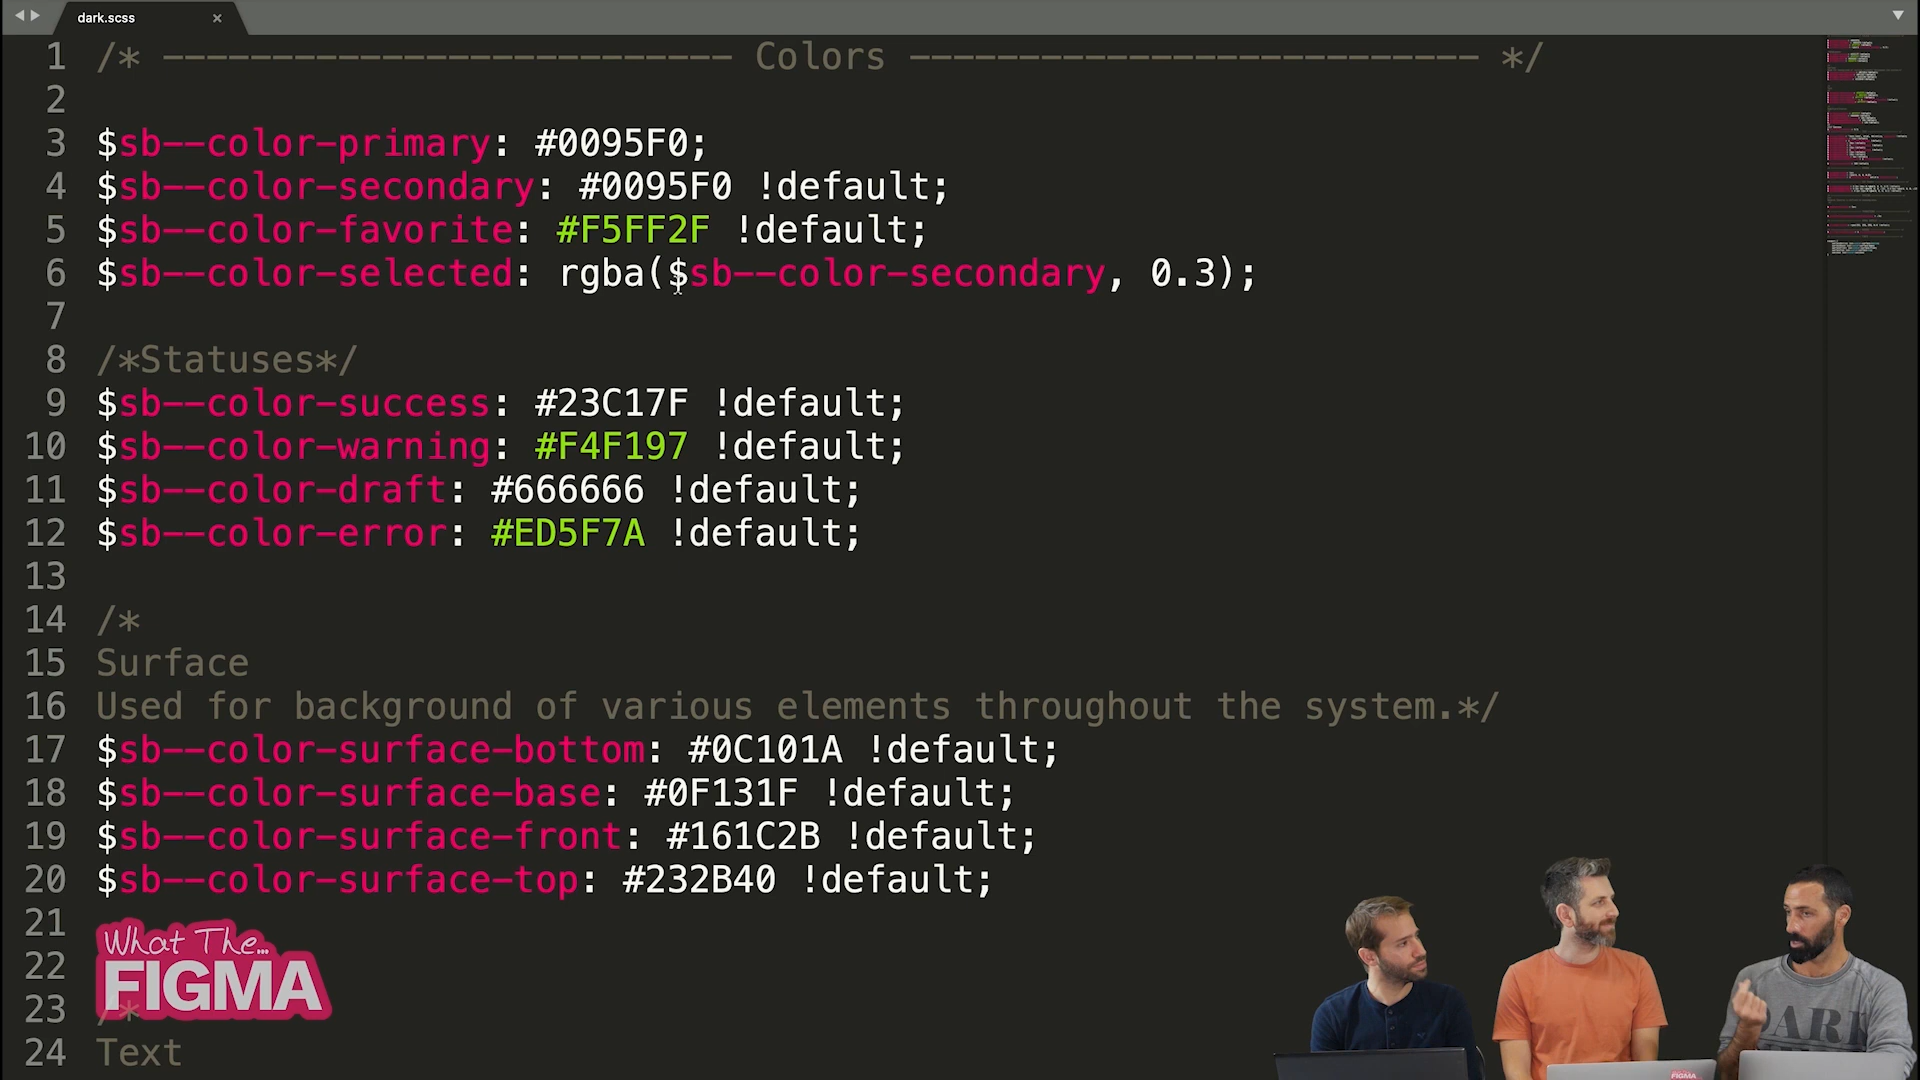 dark.scss
1 /* -------------------------- Colors -------------------------- */
2
3 $sb--color-primary: #0095F0;
4 $sb--color-secondary: #0095F0 !default;
5 $sb--color-favorite: #F5FF2F !default;
6 $sb--color-selected: rgba($sb--color-secondary, 0.3);
7
8 /*Statuses*/
9 $sb--color-success: #23C17F !default;
10 $sb--color-warning: #F4F197 !default;
11 $sb--color-draft: #666666 !default;
12 $sb--color-error: #ED5F7A !default;
13
14 /*
15 Surface
16 Used for background of various elements throughout the system.*/
17 $sb--color-surface-bottom: #0C101A !default;
18 $sb--color-surface-base: #0F131F !default;
19 $sb--color-surface-front: #161C2B !default;
20 $sb--color-surface-top: #232B40 !default;
21
22
23 /*
24 Text
What The...
FIGMA
DARK
FIGMA